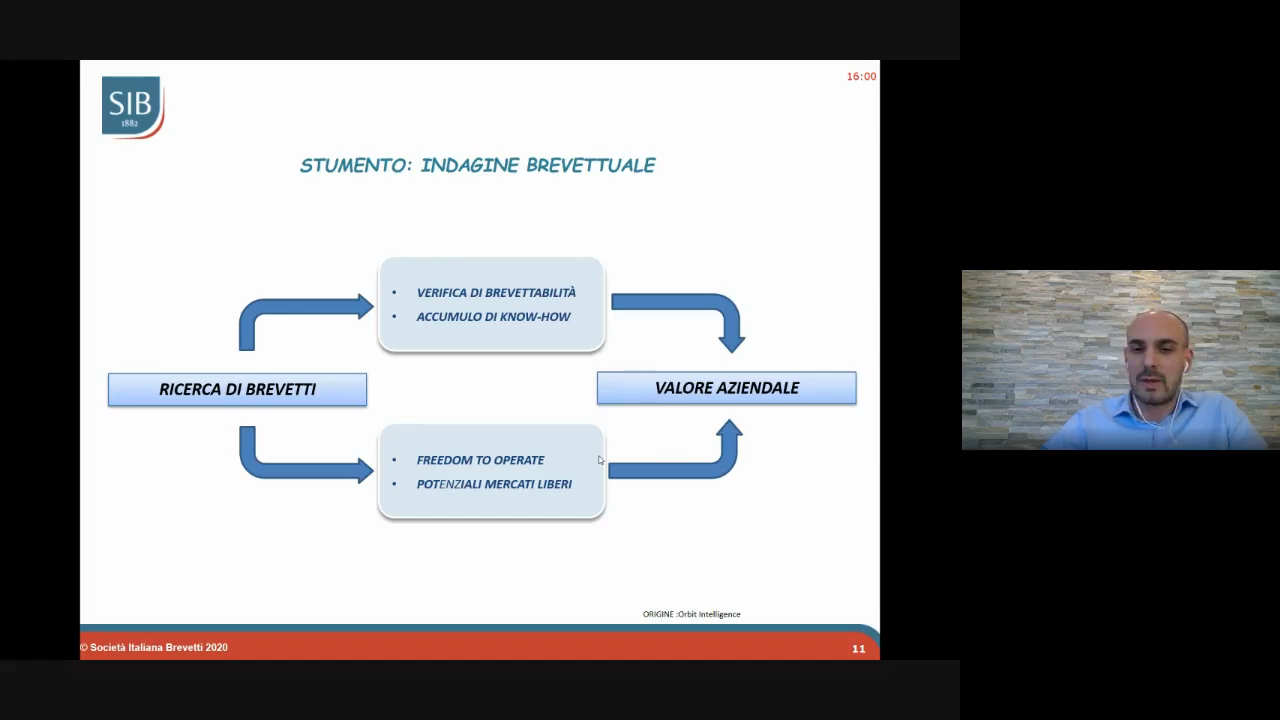 16:00
SIB
1882
STUMENTO: INDAGINE BREVETTUALE
• VERIFICA DI BREVETTABILITÀ
• ACCUMULO DI KNOW-HOW
RICERCA DI BREVETTI
VALORE AZIENDALE
• FREEDOM TO OPERATE
• POTENZIALI MERCATI LIBERI
ORIGINE :Orbit Intelligence
© Società Italiana Brevetti 2020
11